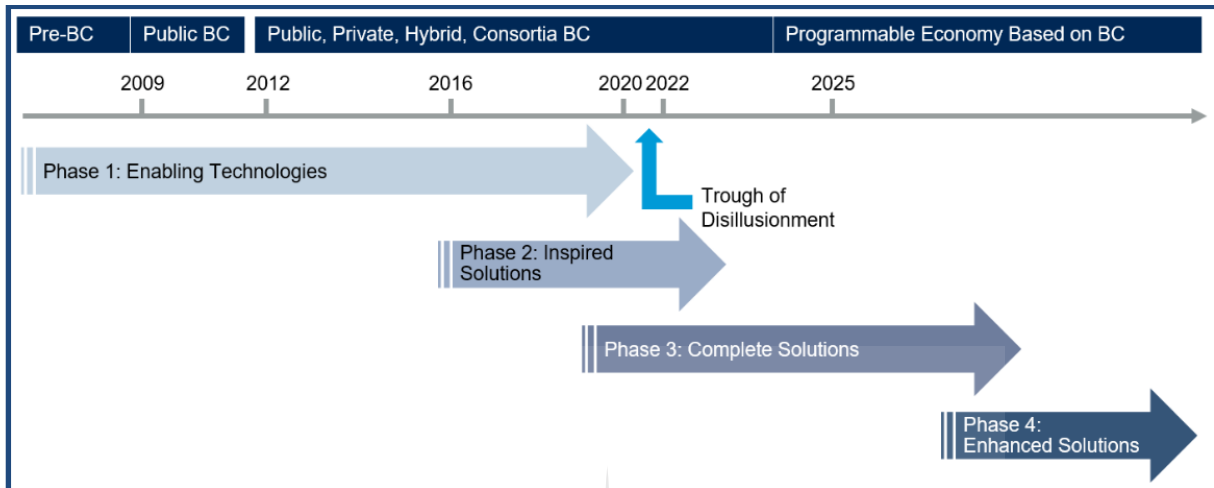 Pre-BC
Public BC
Public, Private, Hybrid, Consortia BC
Programmable Economy Based on BC
2009
2012
2016
2020
2022
2025
Phase 1: Enabling Technologies
Trough of
Disillusionment
Phase 2: Inspired
Solutions
Phase 3: Complete Solutions
Phase 4:
Enhanced Solutions